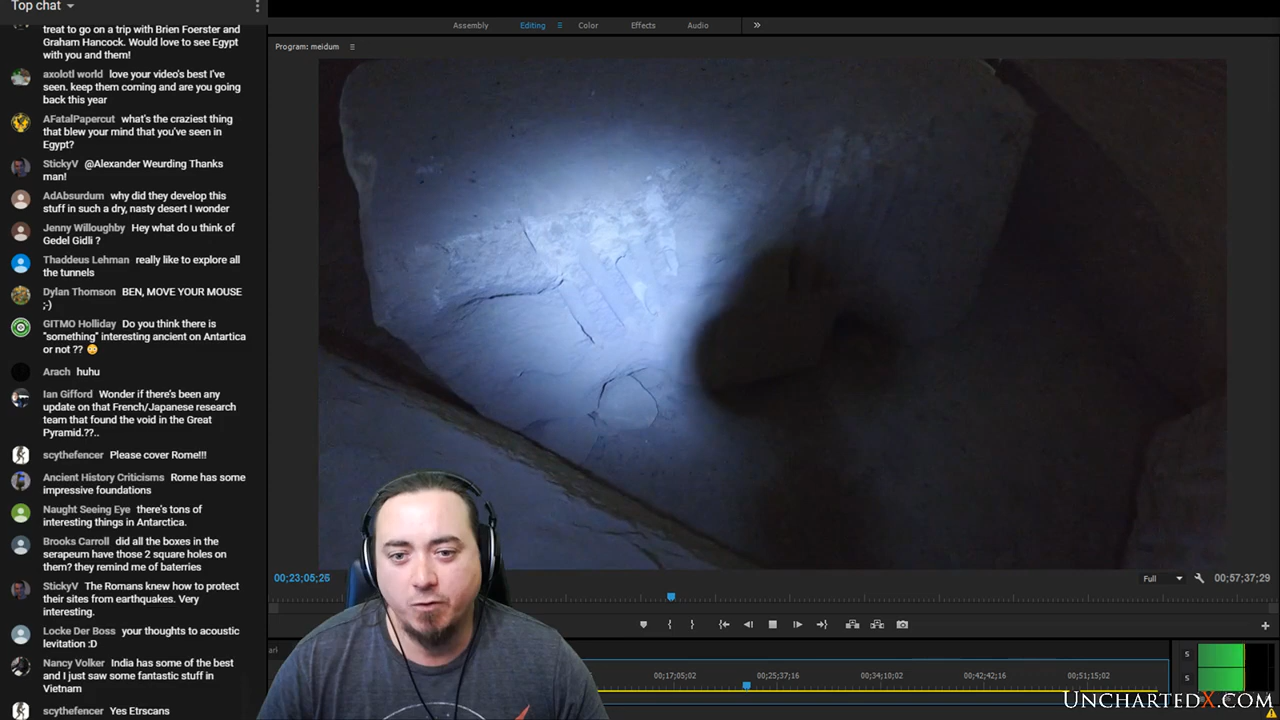 Top chat
treat to go on a trip with Brien Foerster and
Graham Hancock. Would love to see Egypt
with you and them!
axolotl world love your video's best I've
seen. keep them coming and are you going
back this year
AFatalPapercut what's the craziest thing
that blew your mind that you've seen in
Egypt?
StickyV @Alexander Weurding Thanks
man!
AdAbsurdum why did they develop this
stuff in such a dry, nasty desert I wonder
Jenny Willoughby Hey what do u think of
Gedel Gidli ?
Thaddeus Lehman really like to explore all
the tunnels
Dylan Thomson BEN, MOVE YOUR MOUSE
;-)
GITMO Holliday Do you think there is
"something" interesting ancient on Antartica
or not ?? 😳
Arach huhu
Ian Gifford Wonder if there's been any
update on that French/Japanese research
team that found the void in the Great
Pyramid.??..
scythefencer Please cover Rome!!!
Ancient History Criticisms Rome has some
impressive foundations
Naught Seeing Eye there's tons of
interesting things in Antarctica.
Brooks Carroll did all the boxes in the
serapeum have those 2 square holes on
them? they remind me of baterries
StickyV The Romans knew how to protect
their sites from earthquakes. Very
interesting.
Locke Der Boss your thoughts to acoustic
levitation :D
Nancy Volker India has some of the best
and I just saw some fantastic stuff in
Vietnam
scythefencer Yes Etrscans
Assembly Editing Color Effects Audio
Program: meidum
00;23;05;26 Full 00;57;37;29
00;17;05;02 00;25;37;16 00;34;10;02 00;42;42;16 00;51;15;02
S
S
UNCHARTEDX.COM